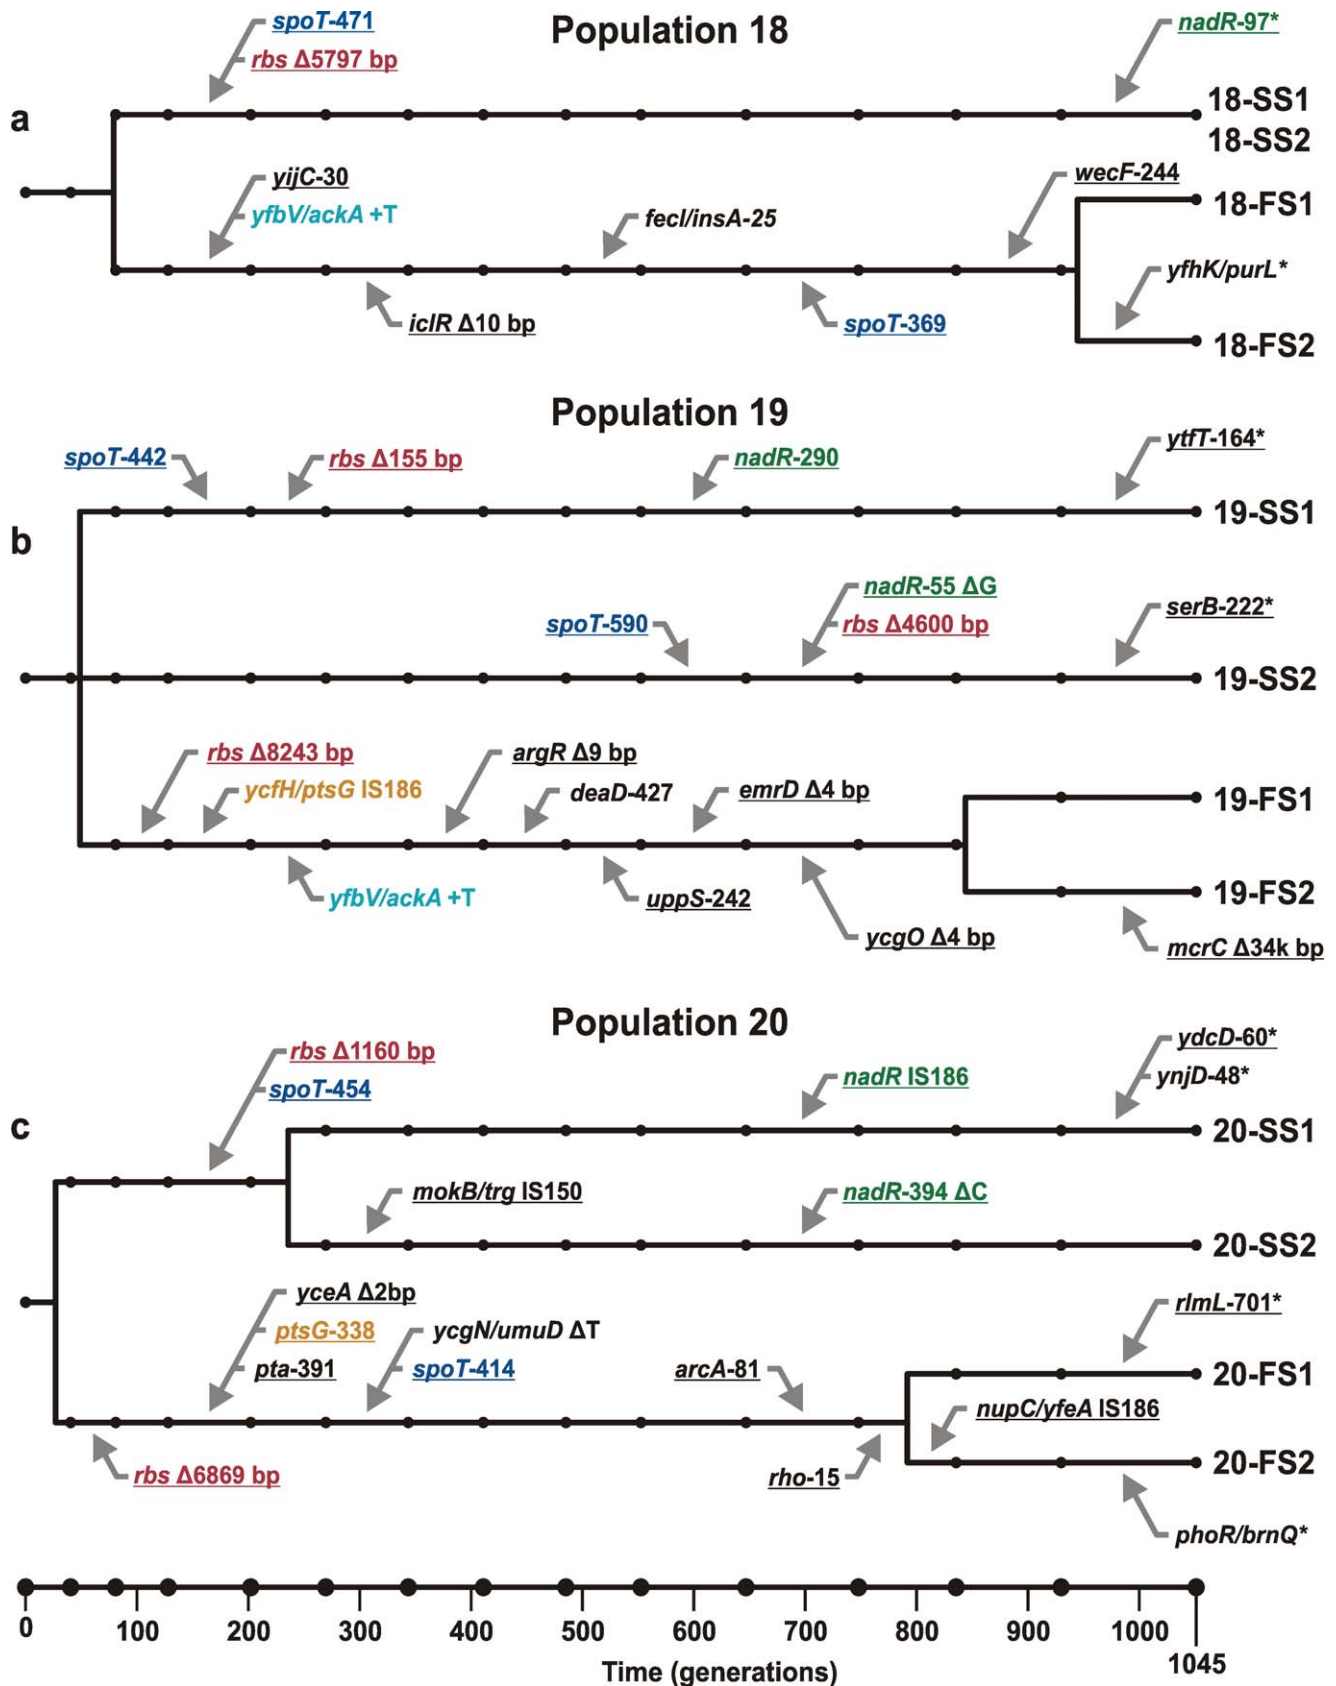 Population 18
a
spoT-471
rbs Δ5797 bp
nadR-97*
18-SS1
18-SS2
yijC-30
yfbV/ackA +T
fecI/insA-25
wecF-244
18-FS1
iclR Δ10 bp
spoT-369
yfhK/purL*
18-FS2
Population 19
b
spoT-442
rbs Δ155 bp
nadR-290
ytfT-164*
19-SS1
spoT-590
nadR-55 ΔG
rbs Δ4600 bp
serB-222*
19-SS2
rbs Δ8243 bp
ycfH/ptsG IS186
argR Δ9 bp
deaD-427
emrD Δ4 bp
19-FS1
yfbV/ackA +T
uppS-242
ycgO Δ4 bp
19-FS2
mcrC Δ34k bp
Population 20
c
rbs Δ1160 bp
spoT-454
nadR IS186
ydcD-60*
ynjD-48*
20-SS1
mokB/trg IS150
nadR-394 ΔC
20-SS2
yceA Δ2bp
ptsG-338
pta-391
ycgN/umuD ΔT
spoT-414
arcA-81
rlmL-701*
20-FS1
nupC/yfeA IS186
rbs Δ6869 bp
rho-15
20-FS2
phoR/brnQ*
0 100 200 300 400 500 600 700 800 900 1000
1045
Time (generations)